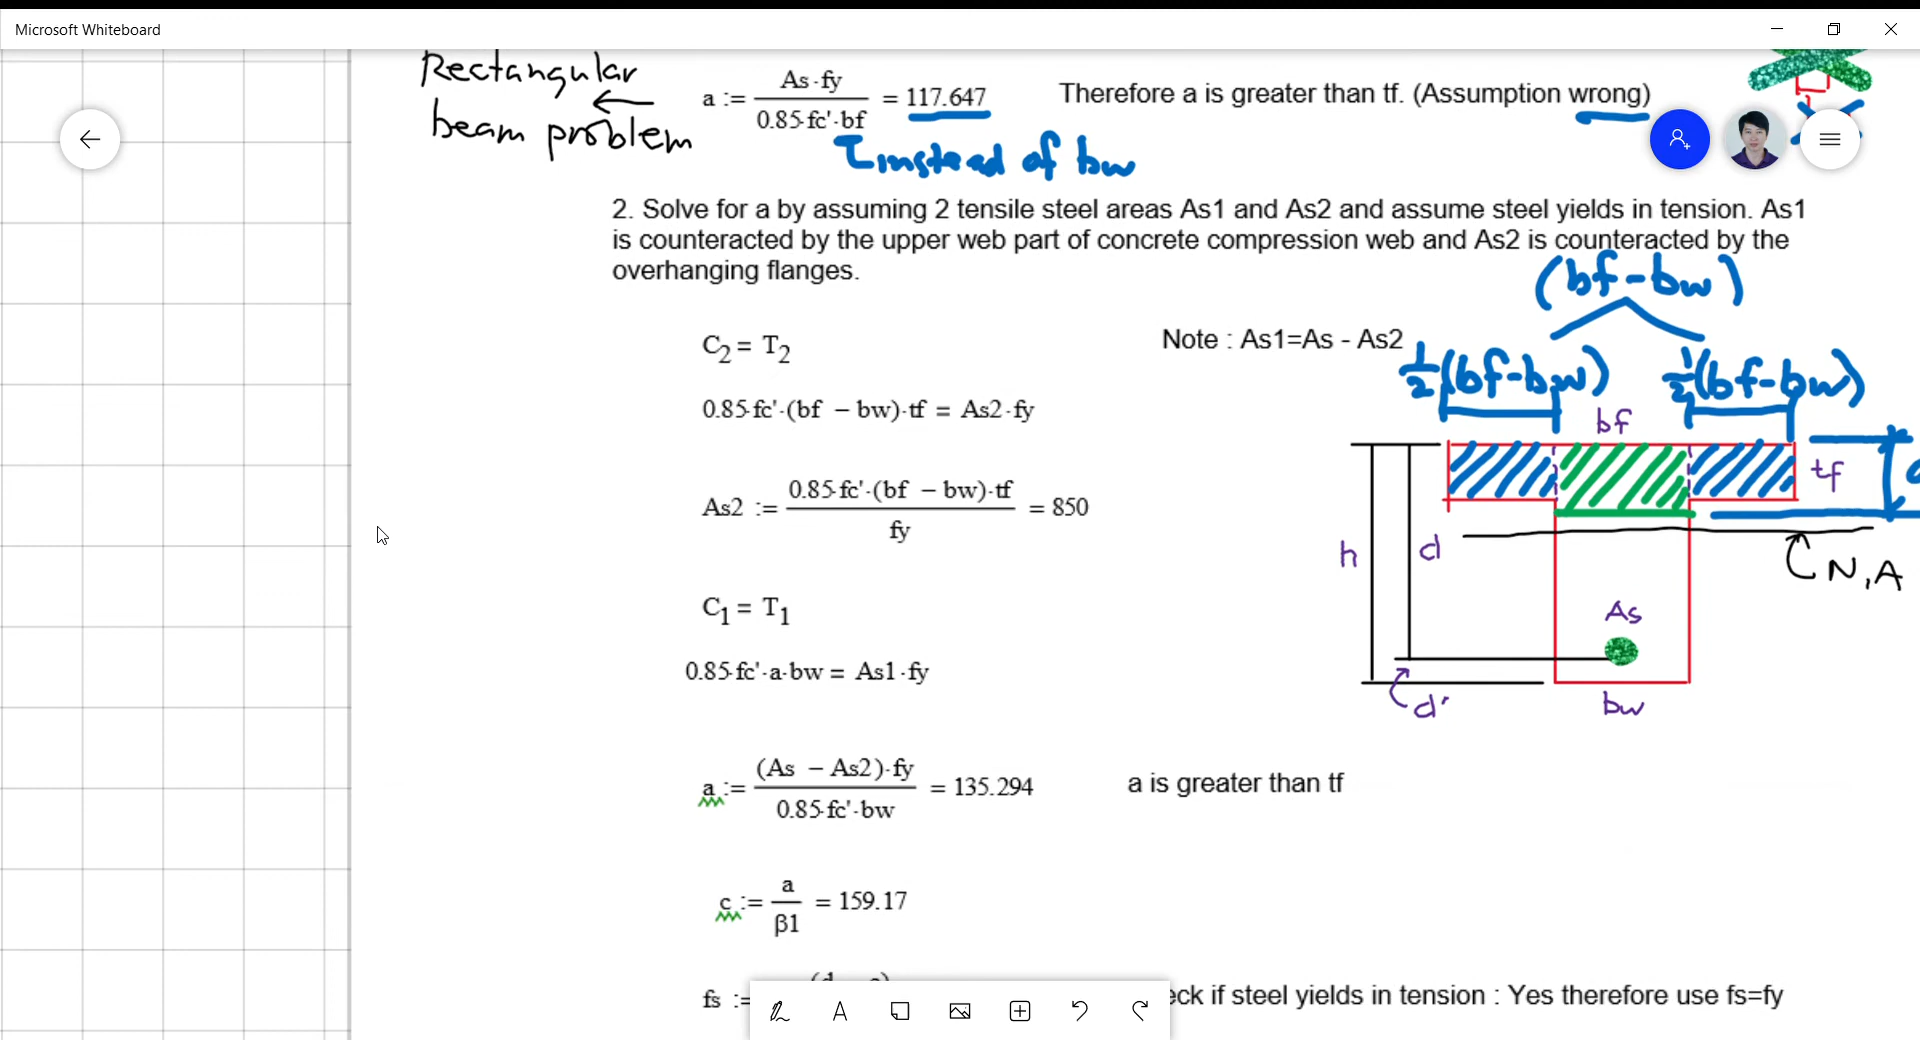 Microsoft Whiteboard
Rectangular
beam problem
a := As·fy / 0.85·fc'·bf = 117.647
Therefore a is greater than tf. (Assumption wrong)
instead of bw
2. Solve for a by assuming 2 tensile steel areas As1 and As2 and assume steel yields in tension. As1
is counteracted by the upper web part of concrete compression web and As2 is counteracted by the
overhanging flanges.
(bf-bw)
C2 = T2
Note : As1=As - As2
1/2(bf-bw)
1/2(bf-bw)
0.85·fc'·(bf − bw)·tf = As2·fy
bf
tf
As2 := 0.85·fc'·(bf − bw)·tf / fy = 850
h
d
N.A
C1 = T1
As
0.85·fc'·a·bw = As1·fy
d'
bw
a := (As − As2)·fy / 0.85·fc'·bw = 135.294
a is greater than tf
c := a / β1 = 159.17
fs :=
eck if steel yields in tension : Yes therefore use fs=fy